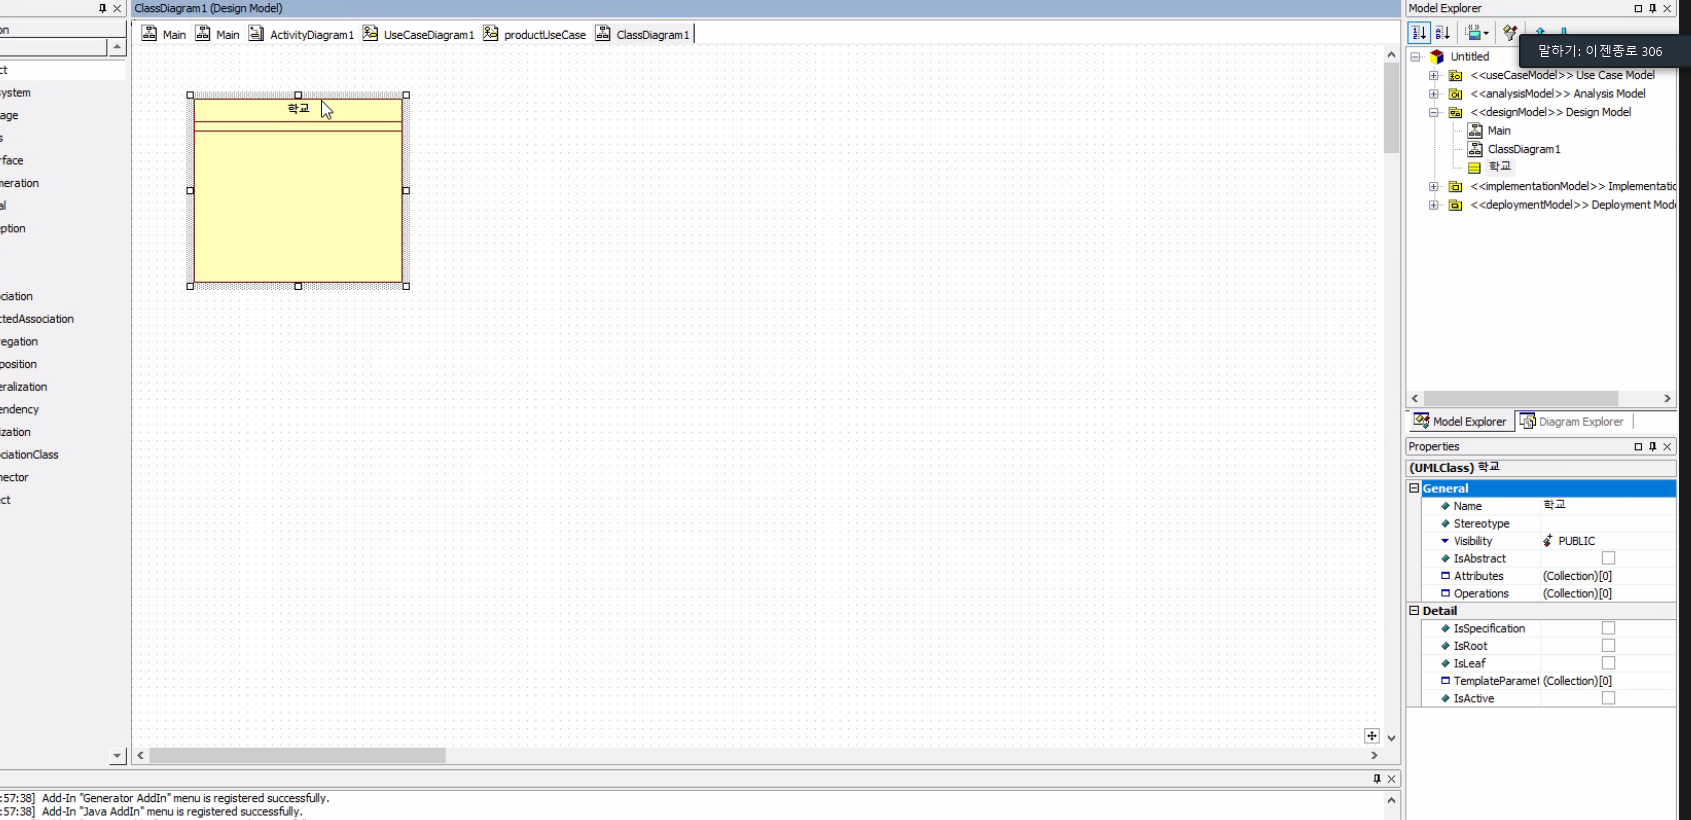 ClassDiagram1 (Design Model)
Main
Main
ActivityDiagram1
UseCaseDiagram1
productUseCase
ClassDiagram1
on
ct
ystem
age
s
rface
meration
al
ption
ciation
ctedAssociation
regation
position
eralization
endency
ization
ociationClass
nector
ect
학교
Model Explorer
말하기: 이젠종로 306
Untitled
<<useCaseModel>> Use Case Model
<<analysisModel>> Analysis Model
<<designModel>> Design Model
Main
ClassDiagram1
학교
<<implementationModel>> Implementatic
<<deploymentModel>> Deployment Mode
Model Explorer
Diagram Explorer
Properties
(UMLClass) 학교
General
Name 학교
Stereotype
Visibility PUBLIC
IsAbstract
Attributes (Collection)[0]
Operations (Collection)[0]
Detail
IsSpecification
IsRoot
IsLeaf
TemplateParamet (Collection)[0]
IsActive
:57:38] Add-In "Generator AddIn" menu is registered successfully.
:57:38] Add-In "Java AddIn" menu is registered successfully.